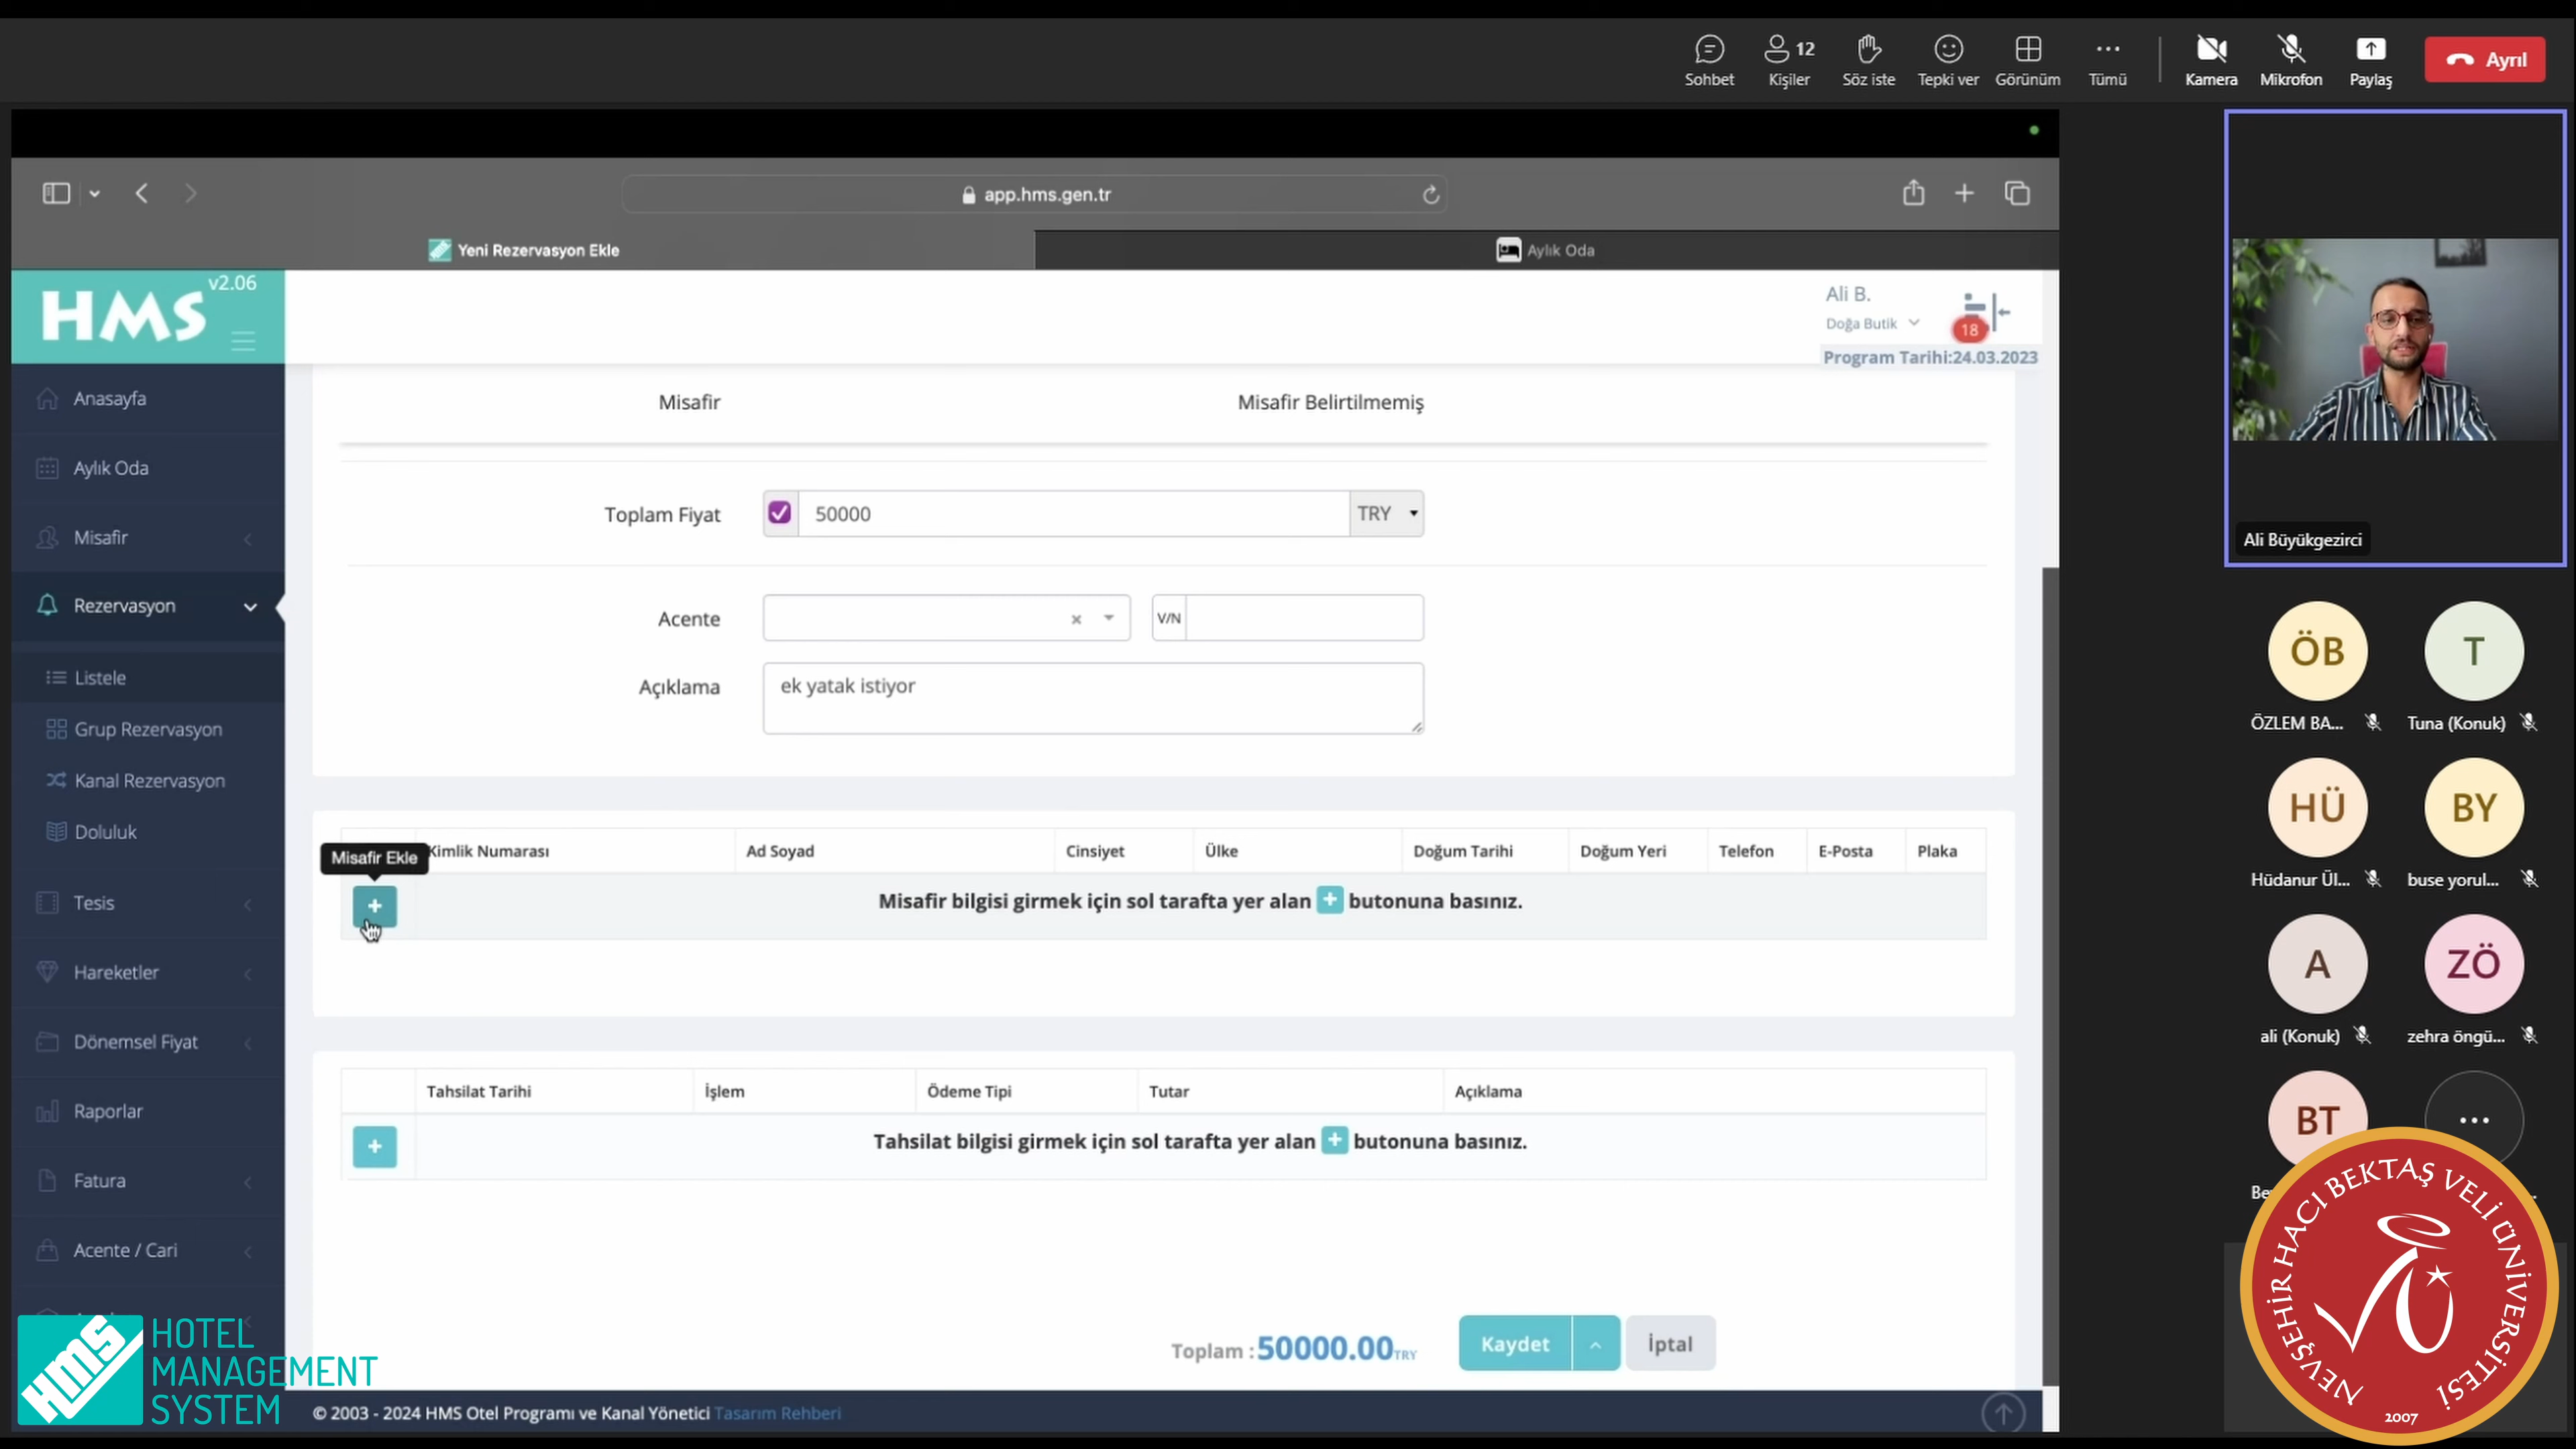 Sohbet
12
Kişiler
Söz iste
Tepki ver
Görünüm
Tümü
Kamera
Mikrofon
Paylaş
Ayrıl
app.hms.gen.tr
Yeni Rezervasyon Ekle
Aylık Oda
HMS
v2.06
Ali B.
Doğa Butik
18
Program Tarihi:24.03.2023
Anasayfa
Aylık Oda
Misafir
Rezervasyon
Listele
Grup Rezervasyon
Kanal Rezervasyon
Doluluk
Tesis
Hareketler
Dönemsel Fiyat
Raporlar
Fatura
Acente / Cari
Misafir
Misafir Belirtilmemiş
Toplam Fiyat
50000
TRY
Acente
V/N
Açıklama
ek yatak istiyor
Misafir Ekle
Kimlik Numarası
Ad Soyad
Cinsiyet
Ülke
Doğum Tarihi
Doğum Yeri
Telefon
E-Posta
Plaka
Misafir bilgisi girmek için sol tarafta yer alan + butonuna basınız.
Tahsilat Tarihi
İşlem
Ödeme Tipi
Tutar
Açıklama
Tahsilat bilgisi girmek için sol tarafta yer alan + butonuna basınız.
Toplam : 50000.00 TRY
Kaydet
İptal
© 2003 - 2024 HMS Otel Programı ve Kanal Yönetici Tasarım Rehberi
HMS
HOTEL
MANAGEMENT
SYSTEM
Ali Büyükgezirci
ÖB
ÖZLEM BA...
T
Tuna (Konuk)
HÜ
Hüdanur Ül...
BY
buse yorul...
A
ali (Konuk)
ZÖ
zehra öngü...
BT
NEVŞEHİR HACI BEKTAŞ VELİ ÜNİVERSİTESİ
2007